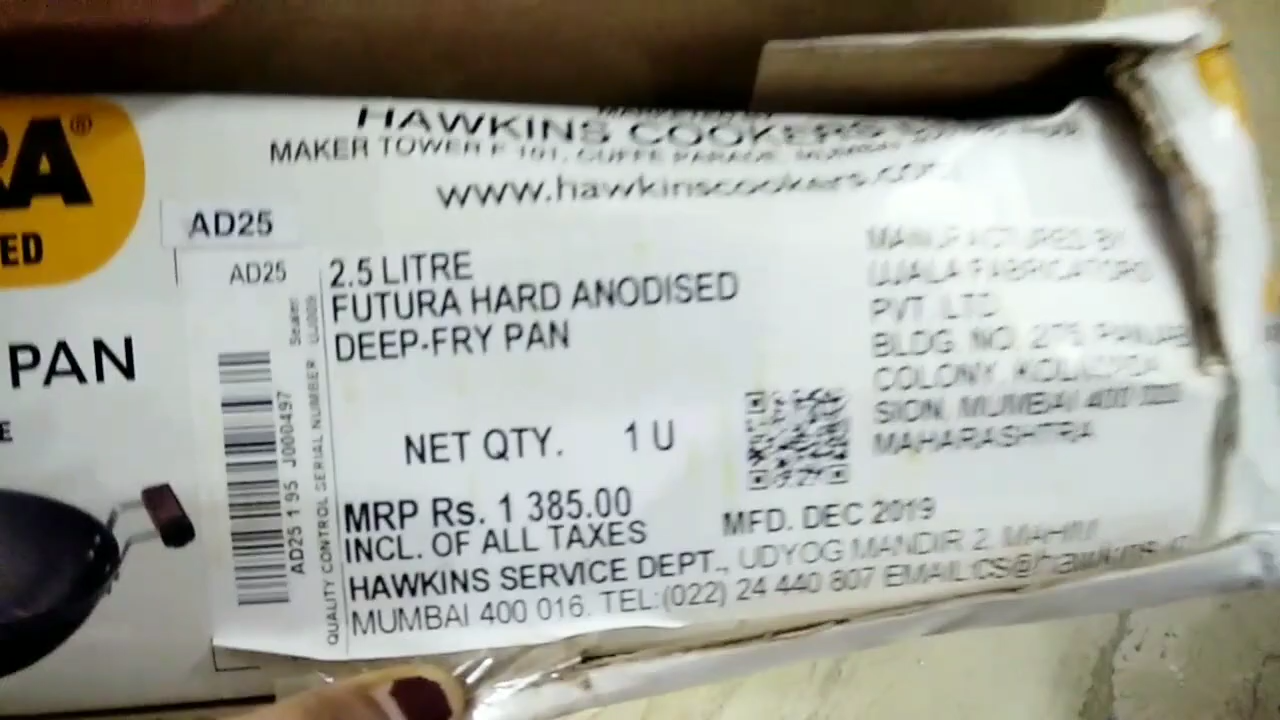 RA®
ED
PAN
E
HAWKINS COOKERS
MAKER TOWER F 101, CUFFE PARADE, MUMBAI
www.hawkinscookers.com
AD25
AD25
2.5 LITRE
FUTURA HARD ANODISED
DEEP-FRY PAN
NET QTY. 1 U
MRP Rs. 1 385.00
INCL. OF ALL TAXES
MFD. DEC 2019
HAWKINS SERVICE DEPT., UDYOG MANDIR 2, MAHIM
MUMBAI 400 016. TEL:(022) 24 440 807 EMAIL:CS@hawkins
MANUFACTURED BY
UJALA FABRICATORS
PVT. LTD
BLDG. NO. 275 PANJAB
COLONY, KOLIWADA
SION, MUMBAI 400
MAHARASHTRA
AD25 1 95 J000497
QUALITY CONTROL SERIAL NUMBER